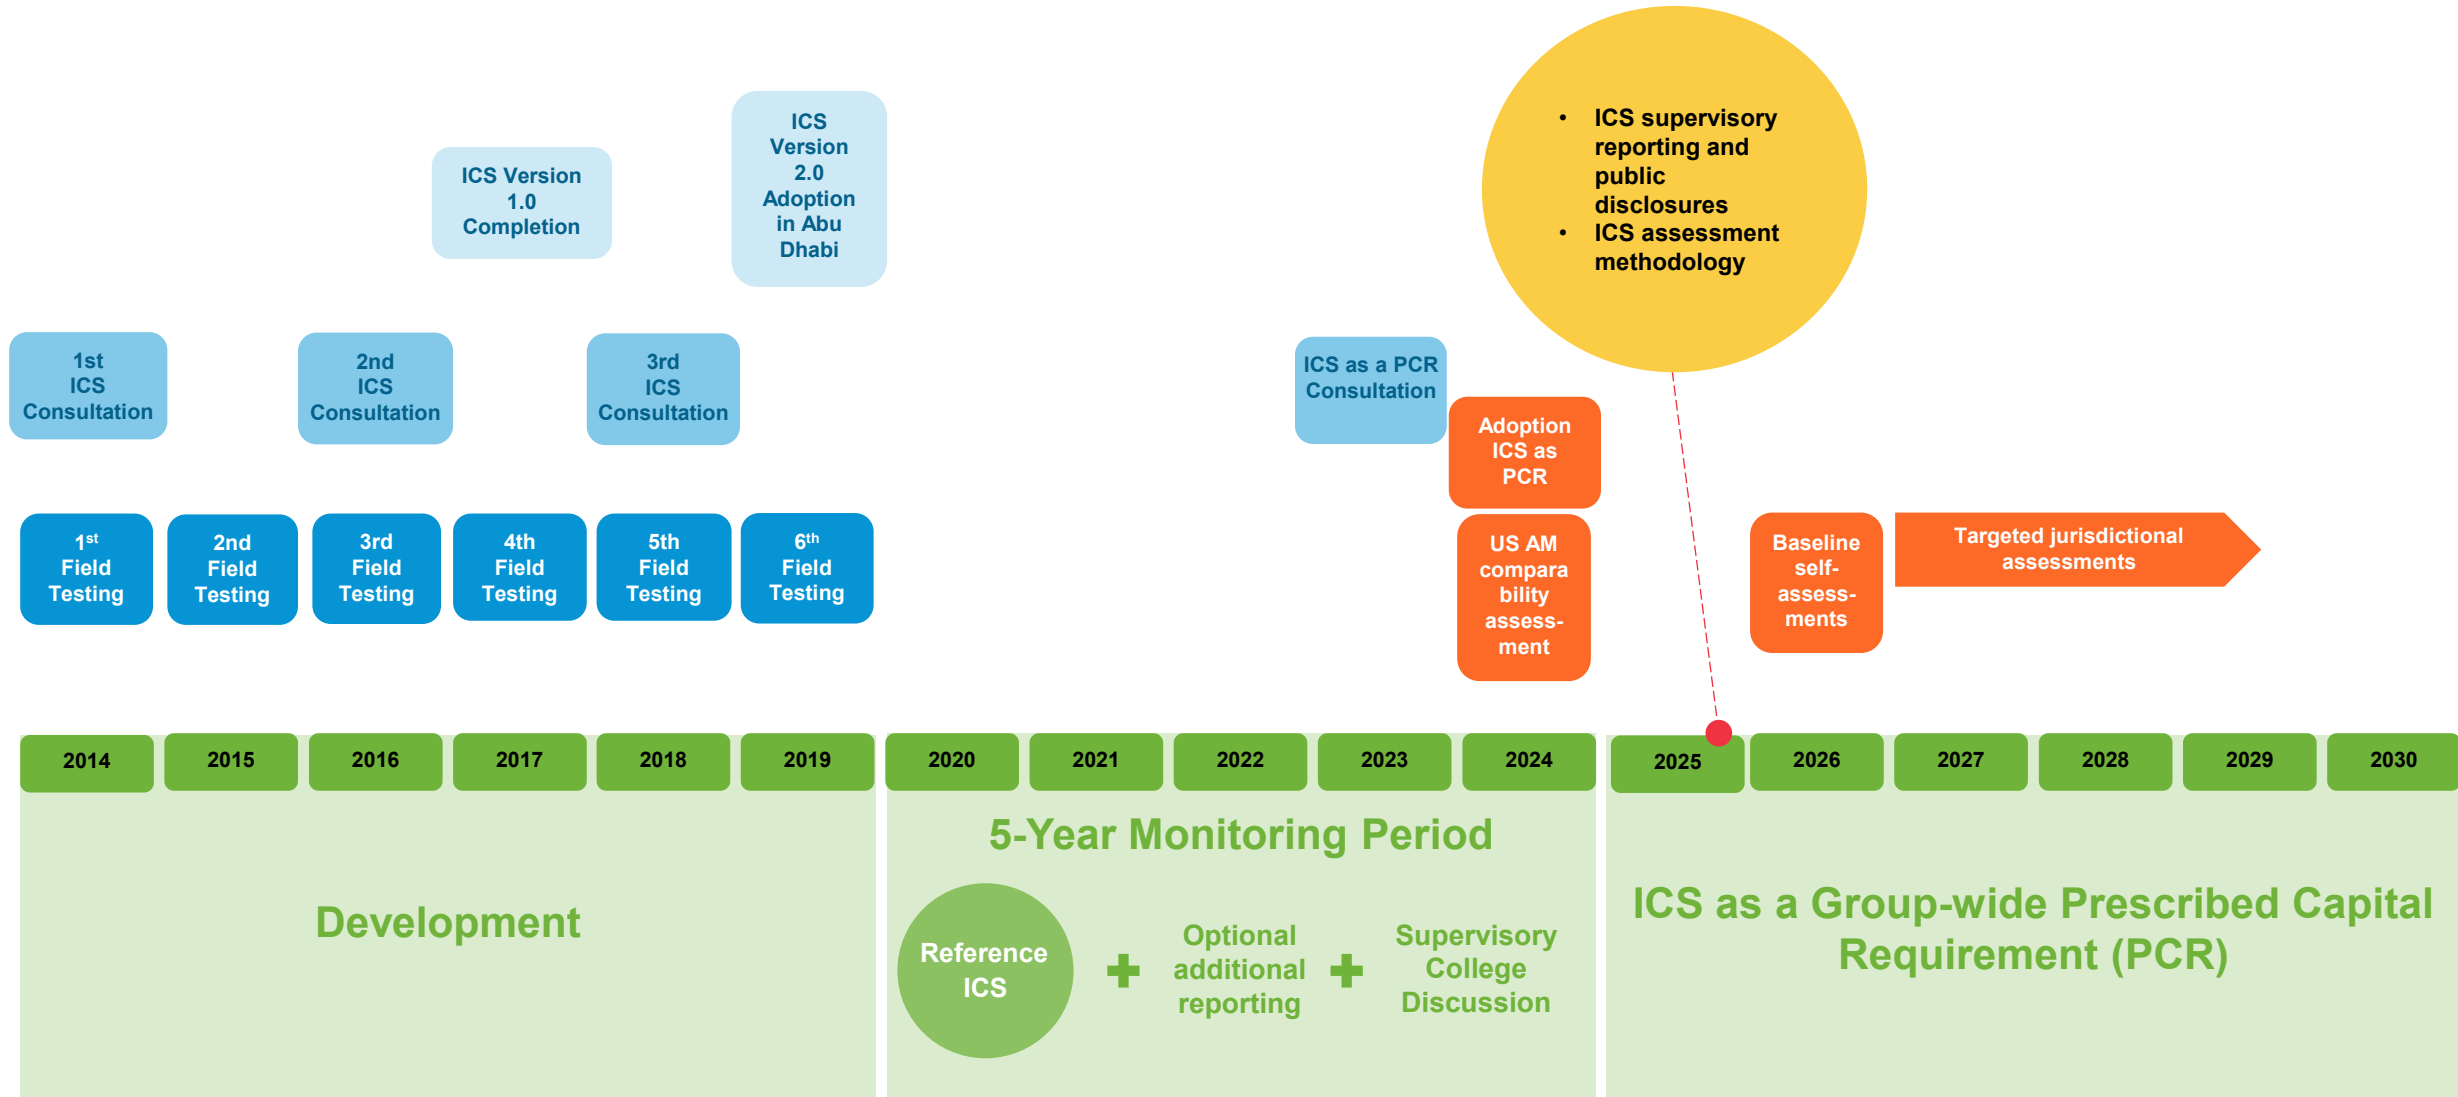 • ICS supervisory
reporting and
public
disclosures
• ICS assessment
methodology
ICS
Version
2.0
Adoption
in Abu
Dhabi
ICS Version
1.0
Completion
1st
ICS
Consultation
2nd
ICS
Consultation
3rd
ICS
Consultation
ICS as a PCR
Consultation
Adoption
ICS as
PCR
1st
Field
Testing
2nd
Field
Testing
3rd
Field
Testing
4th
Field
Testing
5th
Field
Testing
6th
Field
Testing
US AM
compara
bility
assess-
ment
Baseline
self-
assess-
ments
Targeted jurisdictional
assessments
2014
2015
2016
2017
2018
2019
2020
2021
2022
2023
2024
2025
2026
2027
2028
2029
2030
Development
5-Year Monitoring Period
Reference
ICS
+
Optional
additional
reporting
+
Supervisory
College
Discussion
ICS as a Group-wide Prescribed Capital
Requirement (PCR)